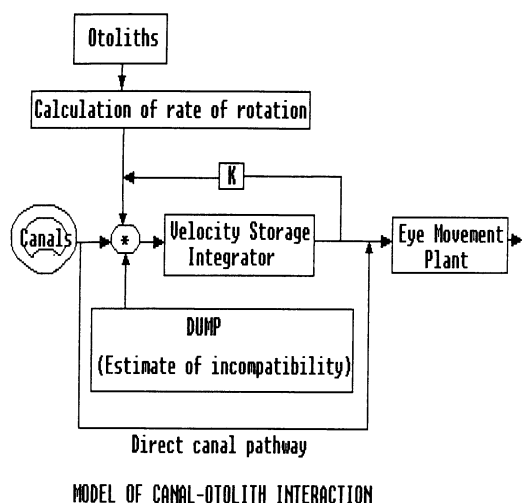 Otoliths
Calculation of rate of rotation
K
Canals
*
Velocity Storage
Integrator
Eye Movement
Plant
DUMP
(Estimate of incompatibility)
Direct canal pathway
MODEL OF CANAL-OTOLITH INTERACTION